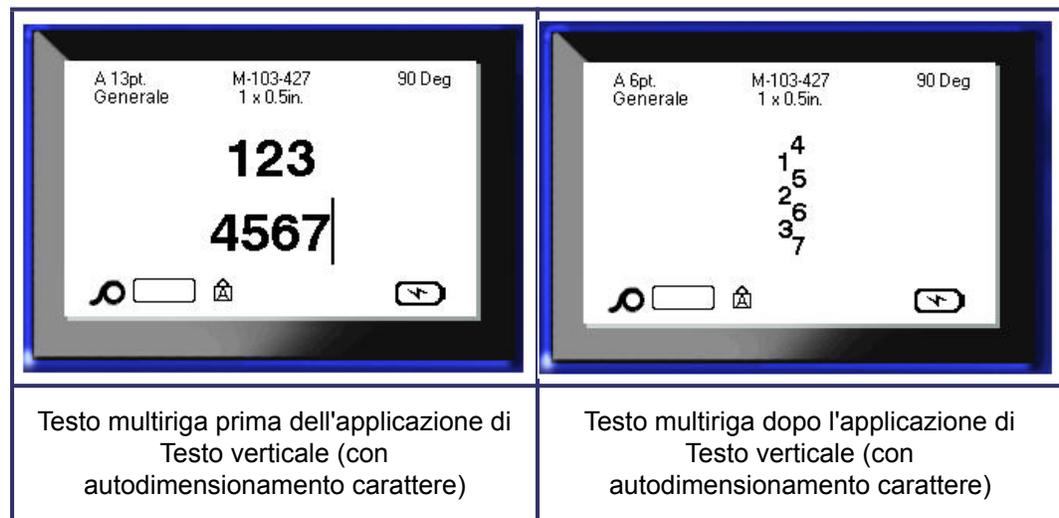 A 13pt. M-103-427 90 Deg
Generale 1 x 0.5in.
123
4567
A
A 6pt. M-103-427 90 Deg
Generale 1 x 0.5in.
4
1
5
2
6
3
7
A
Testo multiriga prima dell'applicazione di
Testo verticale (con
autodimensionamento carattere)
Testo multiriga dopo l'applicazione di
Testo verticale (con
autodimensionamento carattere)